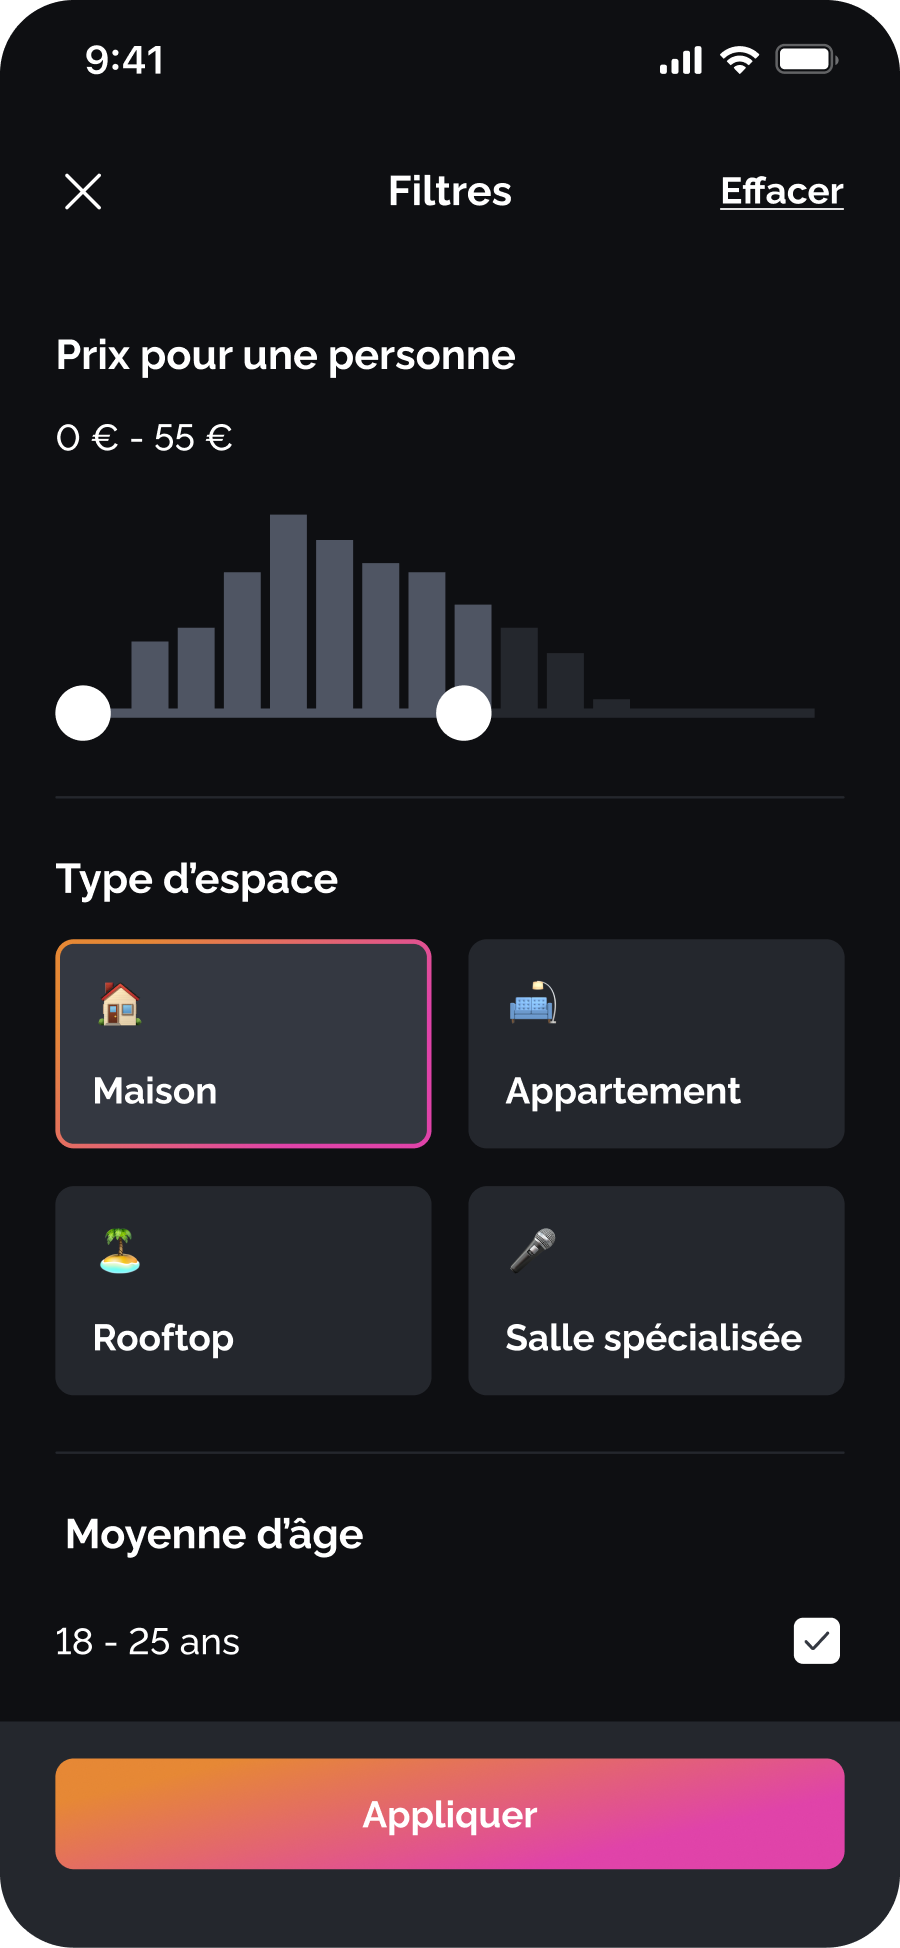 9:41
Filtres
Effacer
Prix pour une personne
0 € - 55 €
Type d’espace
Maison
Appartement
Rooftop
Salle spécialisée
Moyenne d’âge
18 - 25 ans
Appliquer